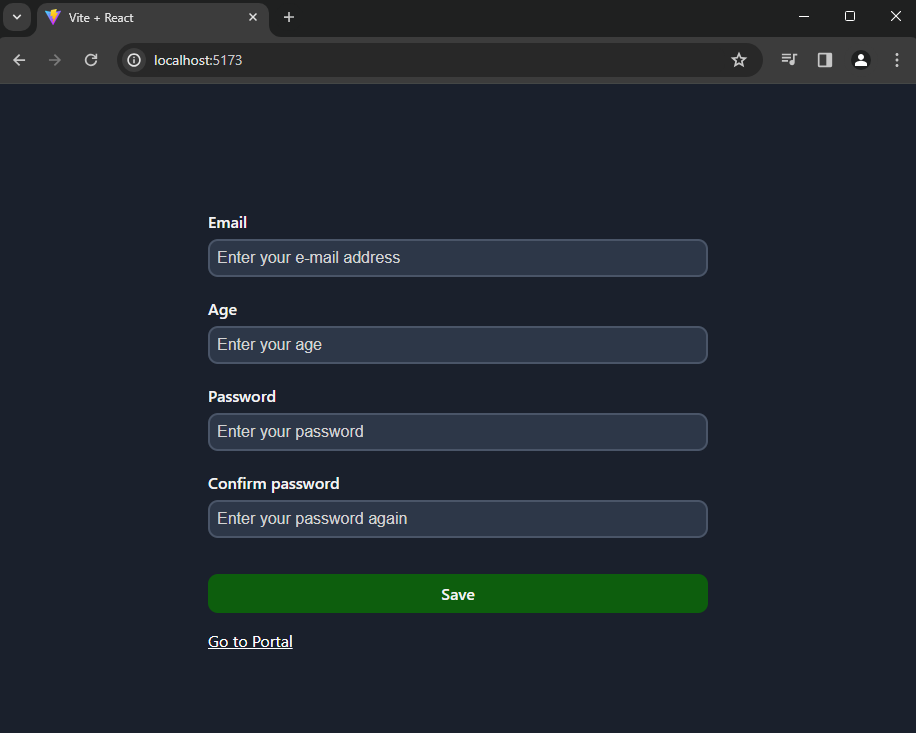 Vite + React
localhost:5173
Email
Enter your e-mail address
Age
Enter your age
Password
Enter your password
Confirm password
Enter your password again
Save
Go to Portal